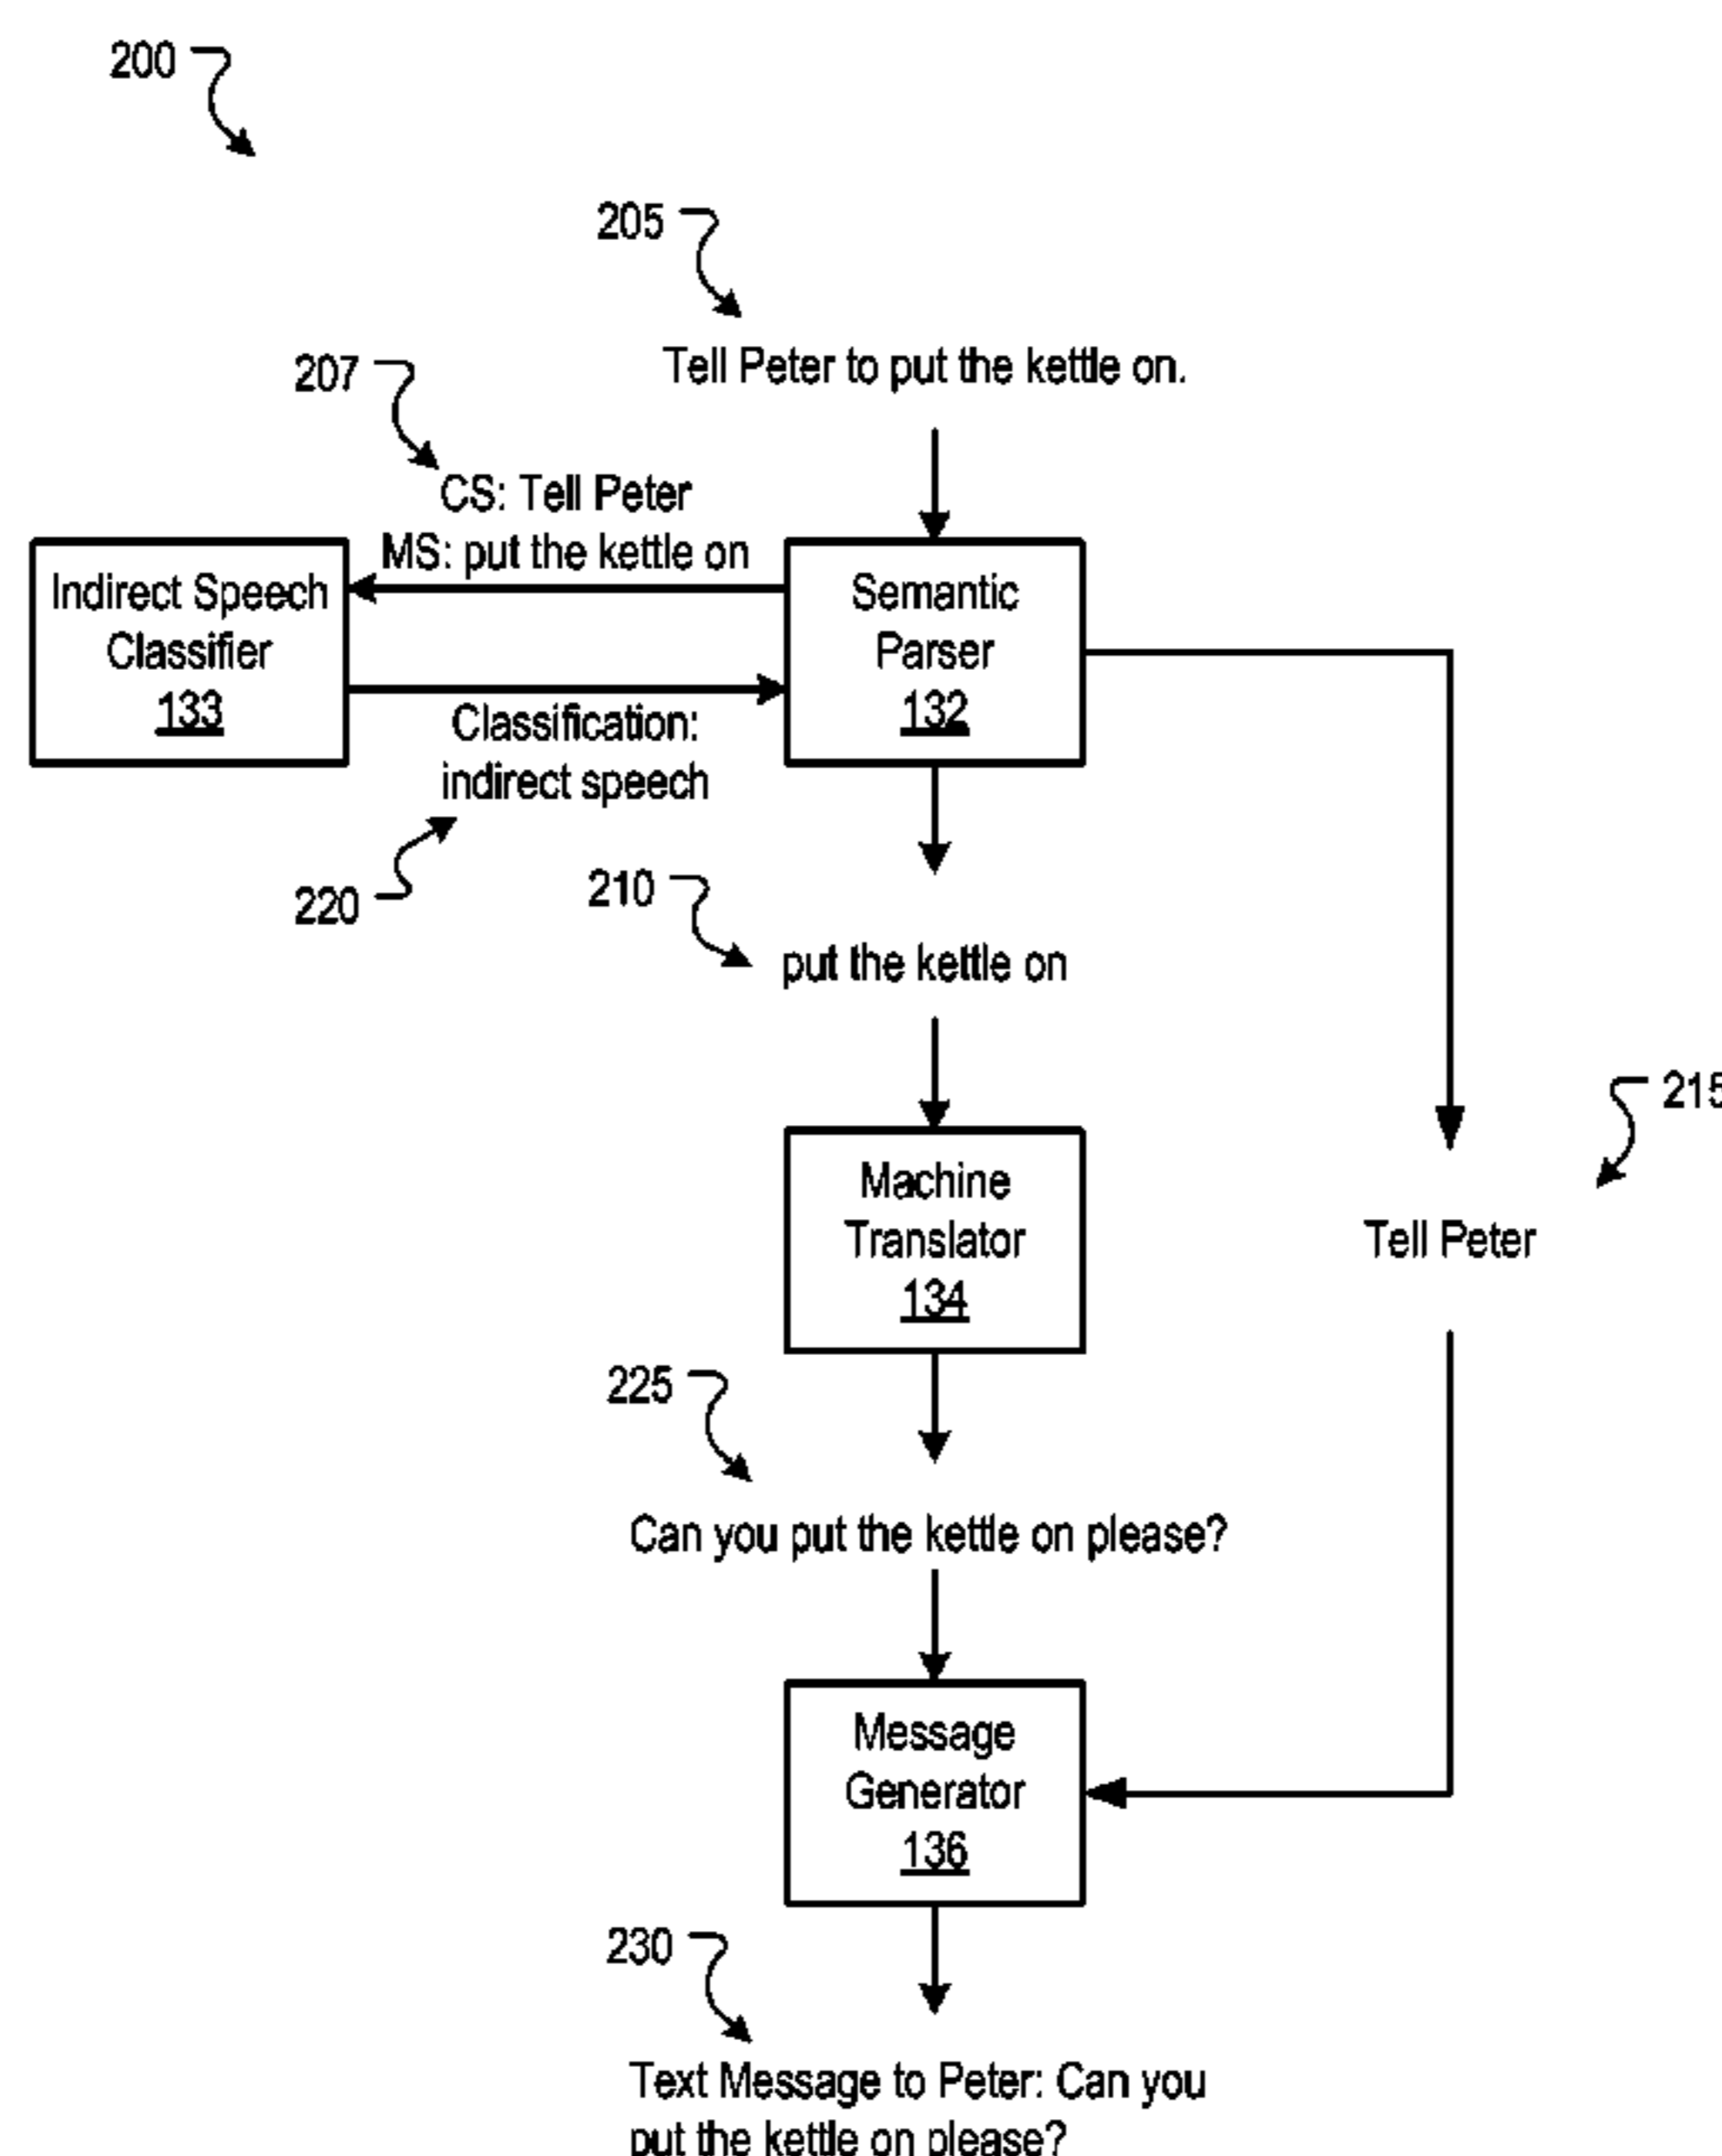 200
205
Tell Peter to put the kettle on.
207
CS: Tell Peter
MS: put the kettle on
Indirect Speech
Classifier
133
Semantic
Parser
132
Classification:
indirect speech
220
210
put the kettle on
215
Machine
Translator
134
Tell Peter
225
Can you put the kettle on please?
Message
Generator
136
230
Text Message to Peter: Can you
put the kettle on please?